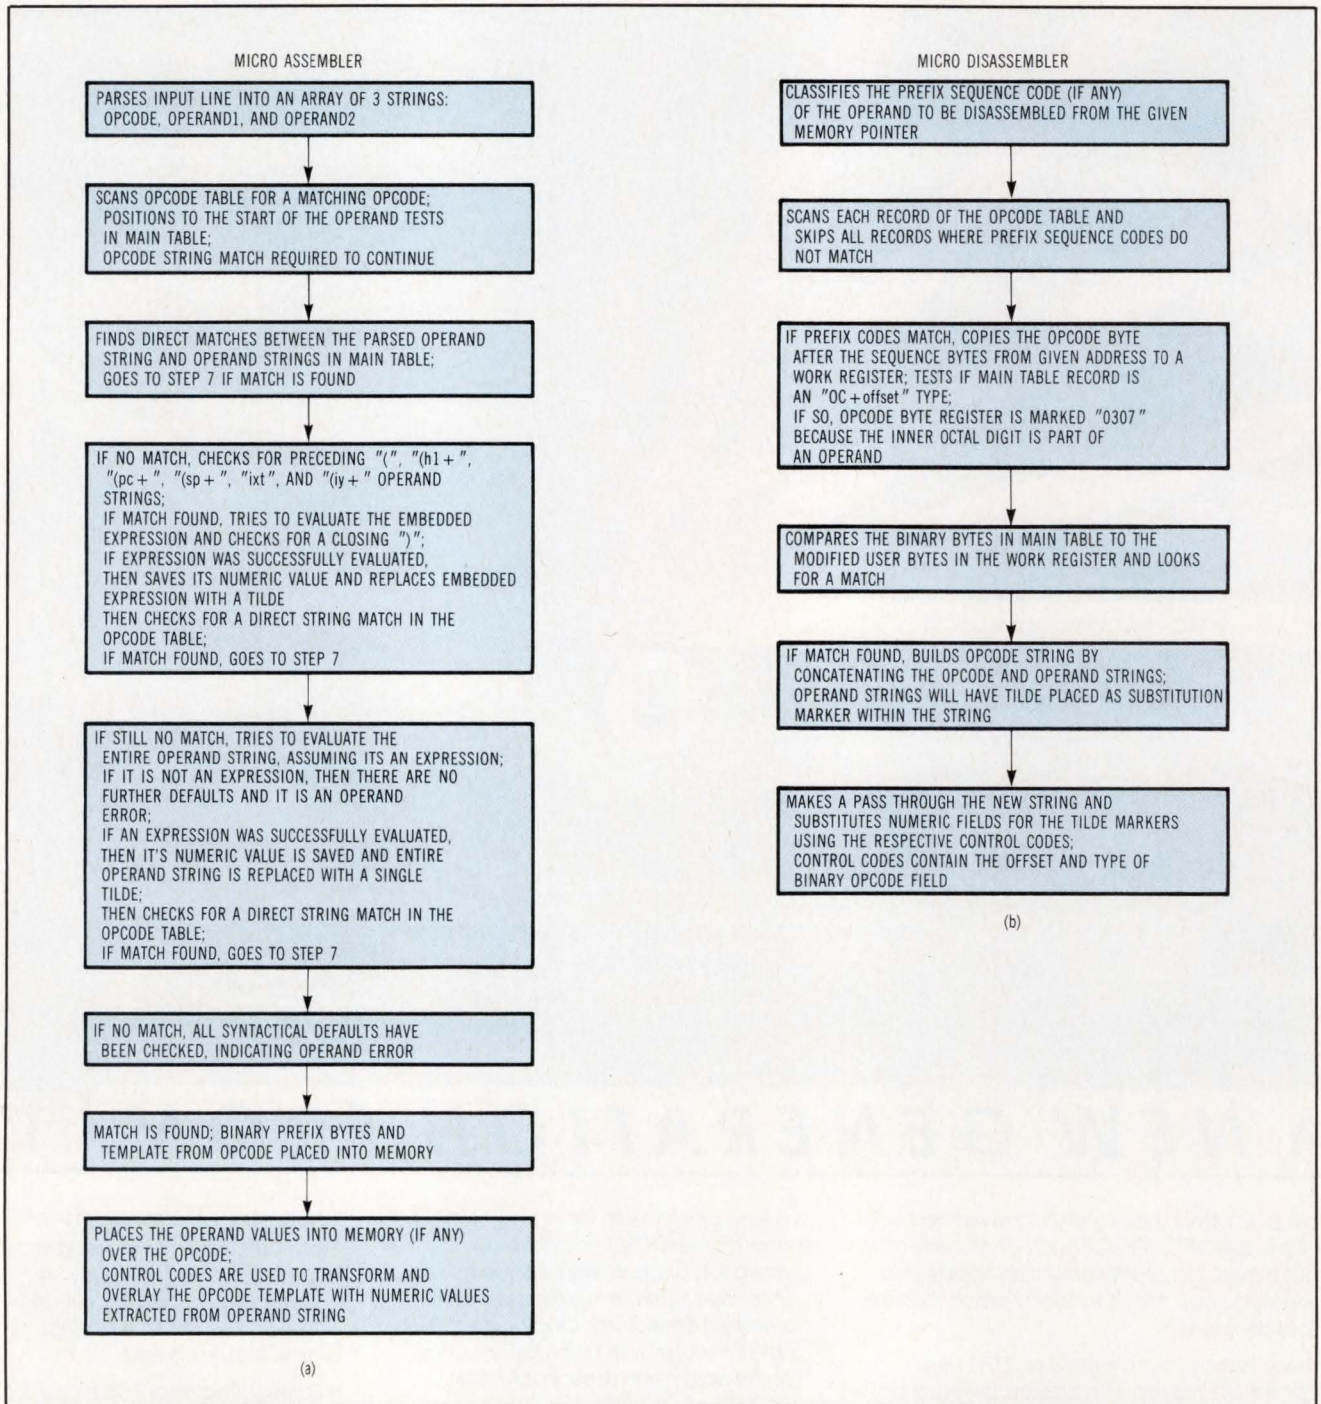 MICRO ASSEMBLER
PARSES INPUT LINE INTO AN ARRAY OF 3 STRINGS:
OPCODE, OPERAND1, AND OPERAND2
SCANS OPCODE TABLE FOR A MATCHING OPCODE;
POSITIONS TO THE START OF THE OPERAND TESTS
IN MAIN TABLE;
OPCODE STRING MATCH REQUIRED TO CONTINUE
FINDS DIRECT MATCHES BETWEEN THE PARSED OPERAND
STRING AND OPERAND STRINGS IN MAIN TABLE;
GOES TO STEP 7 IF MATCH IS FOUND
IF NO MATCH, CHECKS FOR PRECEDING "(", "(h1 + ",
"(pc + ", "(sp + ", "ixt", AND "(iy + " OPERAND
STRINGS;
IF MATCH FOUND, TRIES TO EVALUATE THE EMBEDDED
EXPRESSION AND CHECKS FOR A CLOSING ")";
IF EXPRESSION WAS SUCCESSFULLY EVALUATED,
THEN SAVES ITS NUMERIC VALUE AND REPLACES EMBEDDED
EXPRESSION WITH A TILDE
THEN CHECKS FOR A DIRECT STRING MATCH IN THE
OPCODE TABLE;
IF MATCH FOUND, GOES TO STEP 7
IF STILL NO MATCH, TRIES TO EVALUATE THE
ENTIRE OPERAND STRING, ASSUMING ITS AN EXPRESSION;
IF IT IS NOT AN EXPRESSION, THEN THERE ARE NO
FURTHER DEFAULTS AND IT IS AN OPERAND
ERROR;
IF AN EXPRESSION WAS SUCCESSFULLY EVALUATED,
THEN IT'S NUMERIC VALUE IS SAVED AND ENTIRE
OPERAND STRING IS REPLACED WITH A SINGLE
TILDE;
THEN CHECKS FOR A DIRECT STRING MATCH IN THE
OPCODE TABLE;
IF MATCH FOUND, GOES TO STEP 7
IF NO MATCH, ALL SYNTACTICAL DEFAULTS HAVE
BEEN CHECKED, INDICATING OPERAND ERROR
MATCH IS FOUND; BINARY PREFIX BYTES AND
TEMPLATE FROM OPCODE PLACED INTO MEMORY
PLACES THE OPERAND VALUES INTO MEMORY (IF ANY)
OVER THE OPCODE;
CONTROL CODES ARE USED TO TRANSFORM AND
OVERLAY THE OPCODE TEMPLATE WITH NUMERIC VALUES
EXTRACTED FROM OPERAND STRING
(a)
MICRO DISASSEMBLER
CLASSIFIES THE PREFIX SEQUENCE CODE (IF ANY)
OF THE OPERAND TO BE DISASSEMBLED FROM THE GIVEN
MEMORY POINTER
SCANS EACH RECORD OF THE OPCODE TABLE AND
SKIPS ALL RECORDS WHERE PREFIX SEQUENCE CODES DO
NOT MATCH
IF PREFIX CODES MATCH, COPIES THE OPCODE BYTE
AFTER THE SEQUENCE BYTES FROM GIVEN ADDRESS TO A
WORK REGISTER; TESTS IF MAIN TABLE RECORD IS
AN "OC + offset" TYPE;
IF SO, OPCODE BYTE REGISTER IS MARKED "0307"
BECAUSE THE INNER OCTAL DIGIT IS PART OF
AN OPERAND
COMPARES THE BINARY BYTES IN MAIN TABLE TO THE
MODIFIED USER BYTES IN THE WORK REGISTER AND LOOKS
FOR A MATCH
IF MATCH FOUND, BUILDS OPCODE STRING BY
CONCATENATING THE OPCODE AND OPERAND STRINGS;
OPERAND STRINGS WILL HAVE TILDE PLACED AS SUBSTITUTION
MARKER WITHIN THE STRING
MAKES A PASS THROUGH THE NEW STRING AND
SUBSTITUTES NUMERIC FIELDS FOR THE TILDE MARKERS
USING THE RESPECTIVE CONTROL CODES;
CONTROL CODES CONTAIN THE OFFSET AND TYPE OF
BINARY OPCODE FIELD
(b)